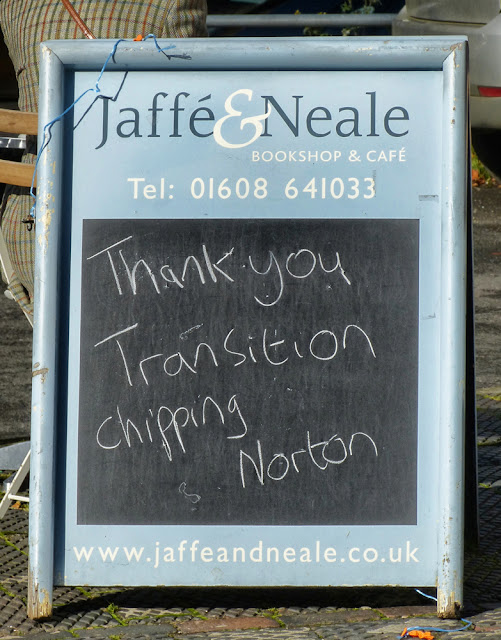 Jaffé & Neale
BOOKSHOP & CAFÉ
Tel: 01608 641033
Thank you
Transition
chipping
Norton
www.jaffeandneale.co.uk